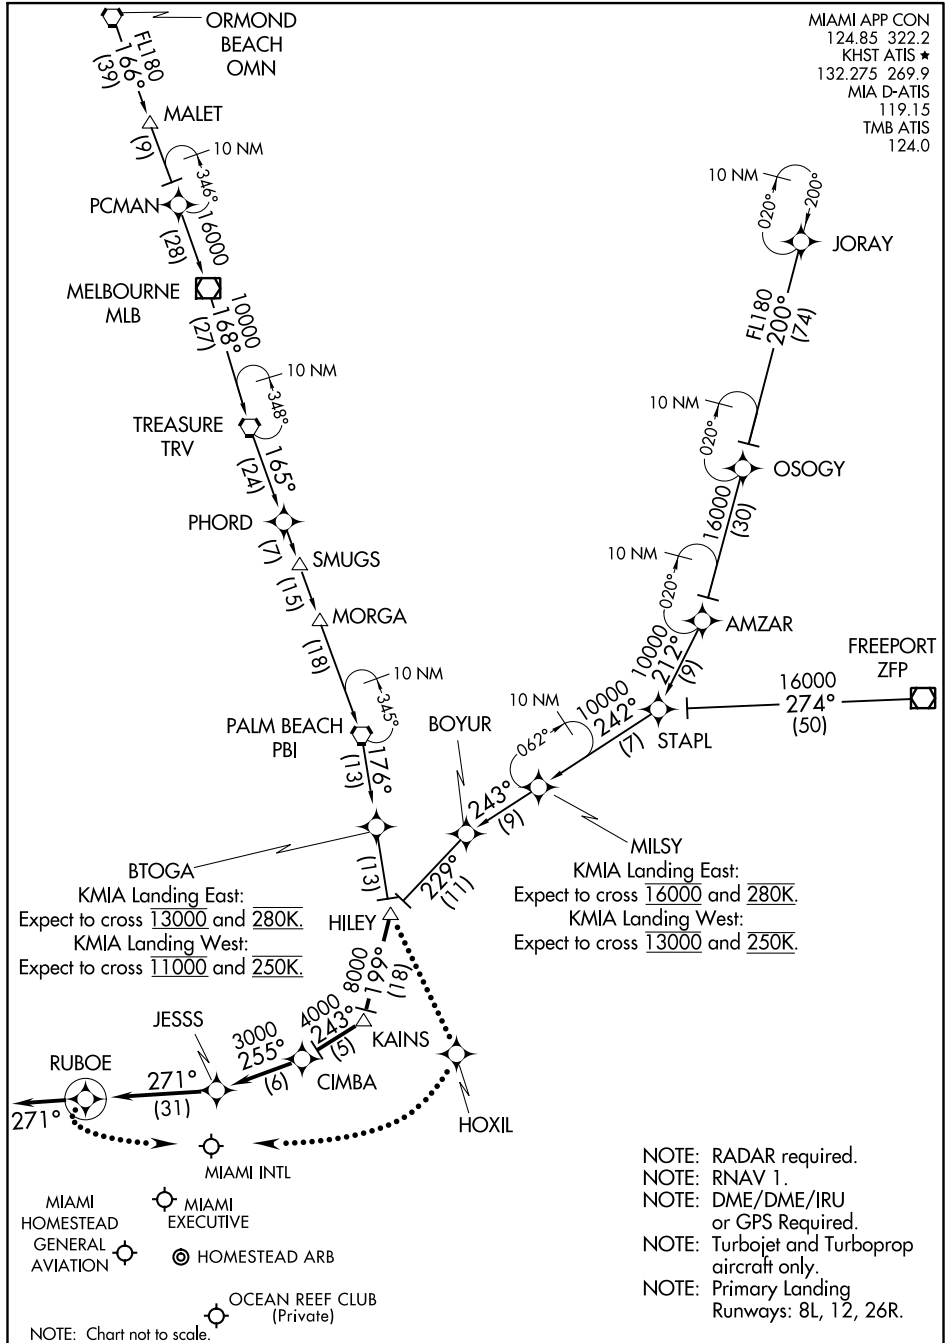 ORMOND
BEACH
OMN
MIAMI APP CON
124.85 322.2
KHST ATIS ★
132.275 269.9
MIA D-ATIS
119.15
TMB ATIS
124.0
FL180
166°
(39)
MALET
(9)
10 NM
346°
PCMAN
16000
(28)
MELBOURNE
MLB
10000
168°
(27)
10 NM
348°
TREASURE
TRV
165°
(24)
PHORD
(7)
SMUGS
(15)
MORGA
(18)
10 NM
345°
PALM BEACH
PBI
176°
(13)
10 NM
020°
200°
JORAY
FL180
200°
(74)
10 NM
020°
OSOGY
16000
(30)
10 NM
020°
AMZAR
10000
212°
(9)
FREEPORT
ZFP
16000
274°
(50)
STAPL
10000
242°
(7)
10 NM
062°
BOYUR
243°
(9)
MILSY
KMIA Landing East:
Expect to cross 16000 and 280K.
KMIA Landing West:
Expect to cross 13000 and 250K.
229°
(11)
BTOGA
KMIA Landing East:
Expect to cross 13000 and 280K.
KMIA Landing West:
Expect to cross 11000 and 250K.
(13)
HILEY
8000
199°
(18)
KAINS
4000
243°
(5)
CIMBA
3000
255°
(6)
JESSS
271°
(31)
RUBOE
271°
HOXIL
MIAMI INTL
MIAMI
EXECUTIVE
MIAMI
HOMESTEAD
GENERAL
AVIATION
HOMESTEAD ARB
OCEAN REEF CLUB
(Private)
NOTE: Chart not to scale.
NOTE: RADAR required.
NOTE: RNAV 1.
NOTE: DME/DME/IRU
or GPS Required.
NOTE: Turbojet and Turboprop
aircraft only.
NOTE: Primary Landing
Runways: 8L, 12, 26R.